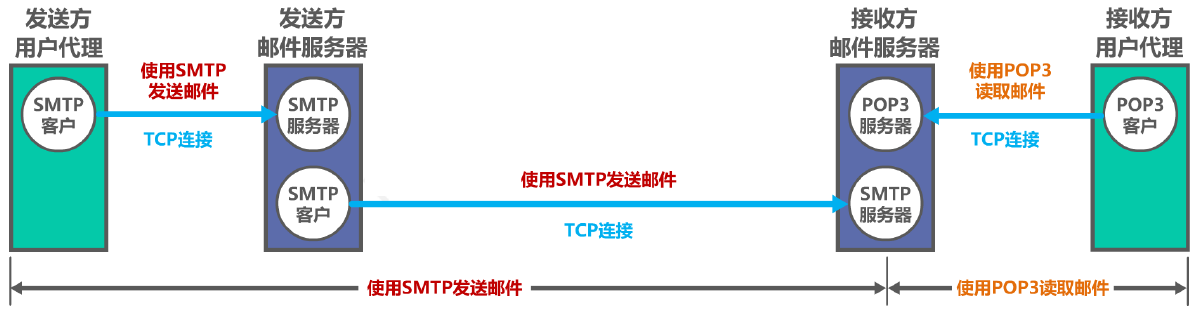 发送方
用户代理
发送方
邮件服务器
接收方
邮件服务器
接收方
用户代理
SMTP
客户
使用SMTP
发送邮件
TCP连接
SMTP
服务器
POP3
服务器
使用POP3
读取邮件
TCP连接
POP3
客户
SMTP
客户
使用SMTP发送邮件
TCP连接
SMTP
服务器
使用SMTP发送邮件
使用POP3读取邮件